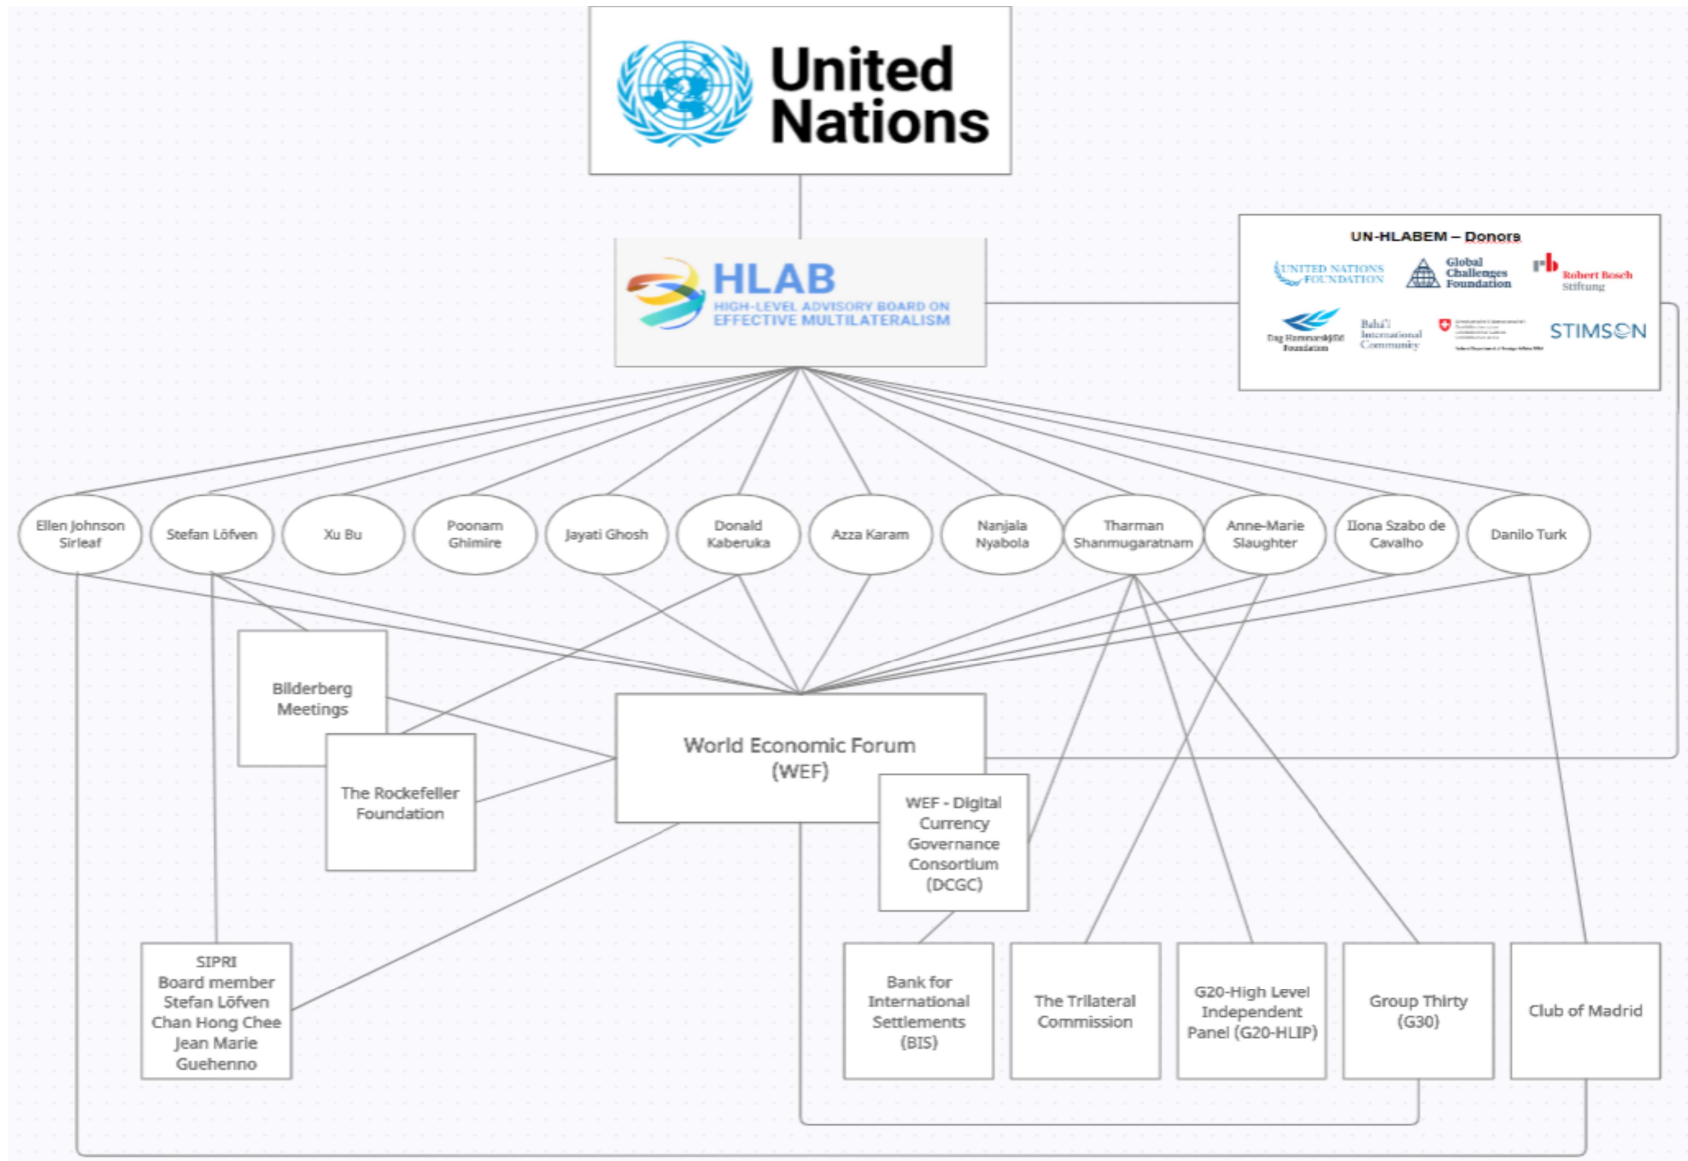 United
Nations
HLAB
HIGH-LEVEL ADVISORY BOARD ON
EFFECTIVE MULTILATERALISM
UN-HLABEM – Donors
UNITED NATIONS
FOUNDATION
Global
Challenges
Foundation
rb
Robert Bosch
Stiftung
Dag Hammarskjöld
Foundation
Bahá'í
International
Community
STIMSON
Ellen Johnson
Sirleaf
Stefan Löfven
Xu Bu
Poonam
Ghimire
Jayati Ghosh
Donald
Kaberuka
Azza Karam
Nanjala
Nyabola
Tharman
Shanmugaratnam
Anne-Marie
Slaughter
Ilona Szabo de
Cavalho
Danilo Turk
Bilderberg
Meetings
The Rockefeller
Foundation
World Economic Forum
(WEF)
WEF - Digital
Currency
Governance
Consortium
(DCGC)
SIPRI
Board member
Stefan Löfven
Chan Hong Chee
Jean Marie
Guehenno
Bank for
International
Settlements
(BIS)
The Trilateral
Commission
G20-High Level
Independent
Panel (G20-HLIP)
Group Thirty
(G30)
Club of Madrid